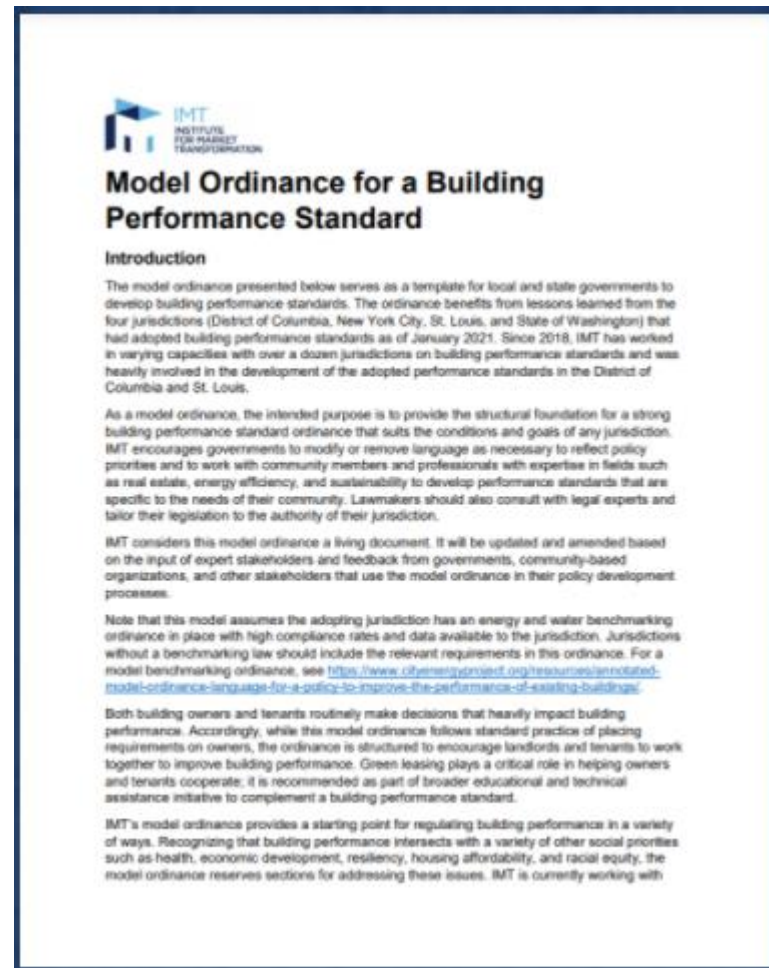 IMT
INSTITUTE
FOR MARKET
TRANSFORMATION
Model Ordinance for a Building
Performance Standard
Introduction
The model ordinance presented below serves as a template for local and state governments to
develop building performance standards. The ordinance benefits from lessons learned from the
four jurisdictions (District of Columbia, New York City, St. Louis, and State of Washington) that
had adopted building performance standards as of January 2021. Since 2018, IMT has worked
in varying capacities with over a dozen jurisdictions on building performance standards and was
heavily involved in the development of the adopted performance standards in the District of
Columbia and St. Louis.
As a model ordinance, the intended purpose is to provide the structural foundation for a strong
building performance standard ordinance that suits the conditions and goals of any jurisdiction.
IMT encourages governments to modify or remove language as necessary to reflect policy
priorities and to work with community members and professionals with expertise in fields such
as real estate, energy efficiency, and sustainability to develop performance standards that are
specific to the needs of their community. Lawmakers should also consult with legal experts and
tailor their legislation to the authority of their jurisdiction.
IMT considers this model ordinance a living document. It will be updated and amended based
on the input of expert stakeholders and feedback from governments, community-based
organizations, and other stakeholders that use the model ordinance in their policy development
processes.
Note that this model assumes the adopting jurisdiction has an energy and water benchmarking
ordinance in place with high compliance rates and data available to the jurisdiction. Jurisdictions
without a benchmarking law should include the relevant requirements in this ordinance. For a
model benchmarking ordinance, see https://www.cityenergyproject.org/resources/annotated-
model-ordinance-language-for-a-policy-to-improve-the-performance-of-existing-buildings/.
Both building owners and tenants routinely make decisions that heavily impact building
performance. Accordingly, while this model ordinance follows standard practice of placing
requirements on owners, the ordinance is structured to encourage landlords and tenants to work
together to improve building performance. Green leasing plays a critical role in helping owners
and tenants cooperate; it is recommended as part of broader educational and technical
assistance initiative to complement a building performance standard.
IMT's model ordinance provides a starting point for regulating building performance in a variety
of ways. Recognizing that building performance intersects with a variety of other social priorities
such as health, economic development, resiliency, housing affordability, and racial equity, the
model ordinance reserves sections for addressing these issues. IMT is currently working with